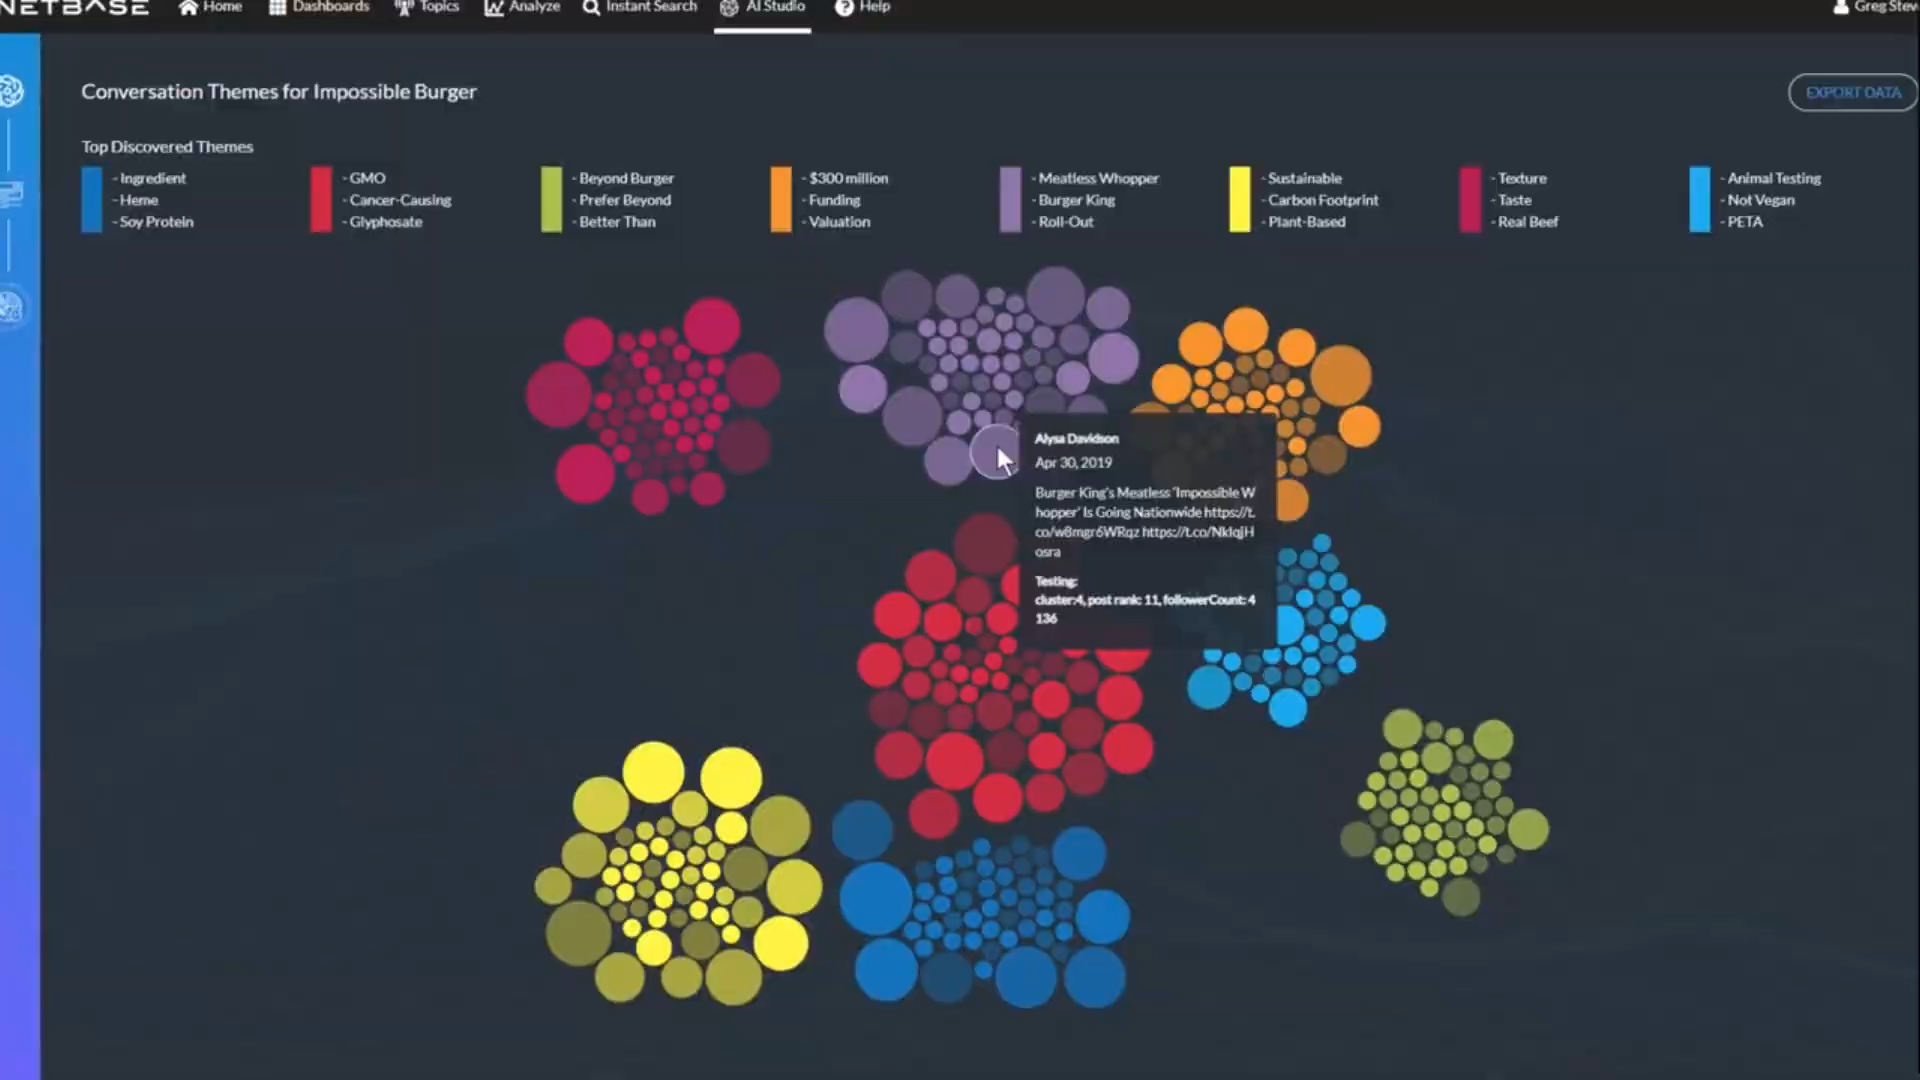 NETBASE
Home
Dashboards
Topics
Analyze
Instant Search
AI Studio
Help
Greg Stev
Conversation Themes for Impossible Burger
EXPORT DATA
Top Discovered Themes
- Ingredient
- Heme
- Soy Protein
- GMO
- Cancer-Causing
- Glyphosate
- Beyond Burger
- Prefer Beyond
- Better Than
- $300 million
- Funding
- Valuation
- Meatless Whopper
- Burger King
- Roll-Out
- Sustainable
- Carbon Footprint
- Plant-Based
- Texture
- Taste
- Real Beef
- Animal Testing
- Not Vegan
- PETA
Alysa Davidson
Apr 30, 2019
Burger King's Meatless 'Impossible W
hopper' Is Going Nationwide https://t.
co/w8mgr6WRqz https://t.co/NkIqjH
osra
Testing:
cluster:4, post rank: 11, followerCount: 4
136